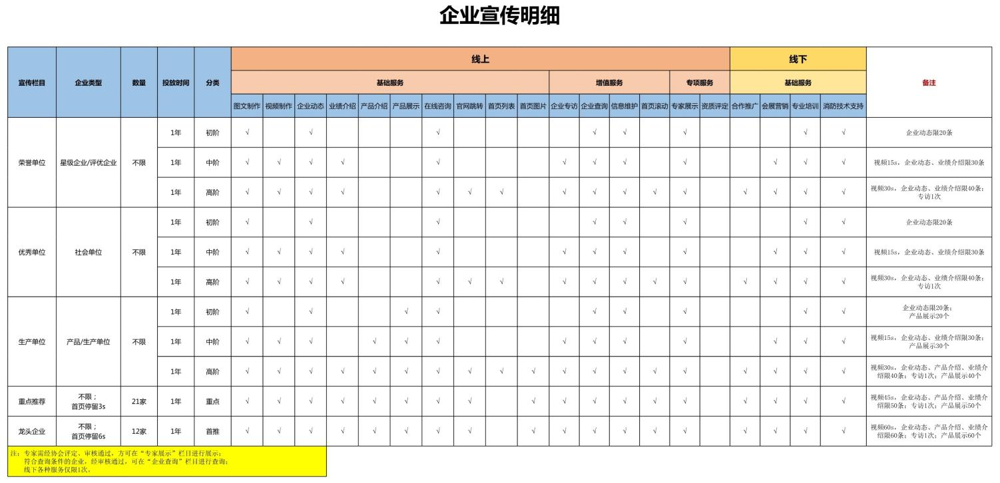 企业宣传明细
宣传栏目 企业类型 数量 投放时间 分类 线上 线下 备注
基础服务 增值服务 专项服务 基础服务
图文制作 视频制作 企业动态 业绩介绍 产品介绍 产品展示 在线咨询 官网跳转 首页列表 首页图片 企业专访 企业查询 信息维护 首页滚动 专家展示 资质评定 合作推广 会展营销 专业培训 消防技术支持
荣誉单位 星级企业/评优企业 不限
1年 初阶 √ √ √ √ √ √ √ √ 企业动态限20条
1年 中阶 √ √ √ √ √ √ √ √ √ √ √ √ 视频15s，企业动态、业绩介绍限30条
1年 高阶 √ √ √ √ √ √ √ √ √ √ √ √ √ √ √ √ 视频30s，企业动态、业绩介绍限40条；
专访1次
优秀单位 社会单位 不限
1年 初阶 √ √ √ √ √ √ √ √ 企业动态限20条
1年 中阶 √ √ √ √ √ √ √ √ √ √ √ √ 视频15s，企业动态、业绩介绍限30条
1年 高阶 √ √ √ √ √ √ √ √ √ √ √ √ √ √ √ √ 视频30s，企业动态、业绩介绍限40条；
专访1次
生产单位 产品/生产单位 不限
1年 初阶 √ √ √ √ √ √ √ √ √ 企业动态限20条；
产品展示20个
1年 中阶 √ √ √ √ √ √ √ √ √ √ √ √ √ 视频15s，企业动态、业绩介绍限30条；
产品展示30个
1年 高阶 √ √ √ √ √ √ √ √ √ √ √ √ √ √ √ √ √ √ √ 视频30s，企业动态、产品介绍、业绩介
绍限40条；专访1次；产品展示40个
重点推荐 不限；
首页停留3s
21家 1年 重点 √ √ √ √ √ √ √ √ √ √ √ √ √ √ √ √ √ √ 视频45s，企业动态、产品介绍、业绩介
绍限50条；专访1次；产品展示50个
龙头企业 不限；
首页停留6s
12家 1年 首推 √ √ √ √ √ √ √ √ √ √ √ √ √ √ √ √ √ √ 视频60s，企业动态、产品介绍、业绩介
绍限60条；专访1次；产品展示60个
注：专家需经协会评定、审核通过，方可在“专家展示”栏目进行展示；
符合查询条件的企业，经审核通过，可在“企业查询”栏目进行查询；
线下各种服务仅限1次。